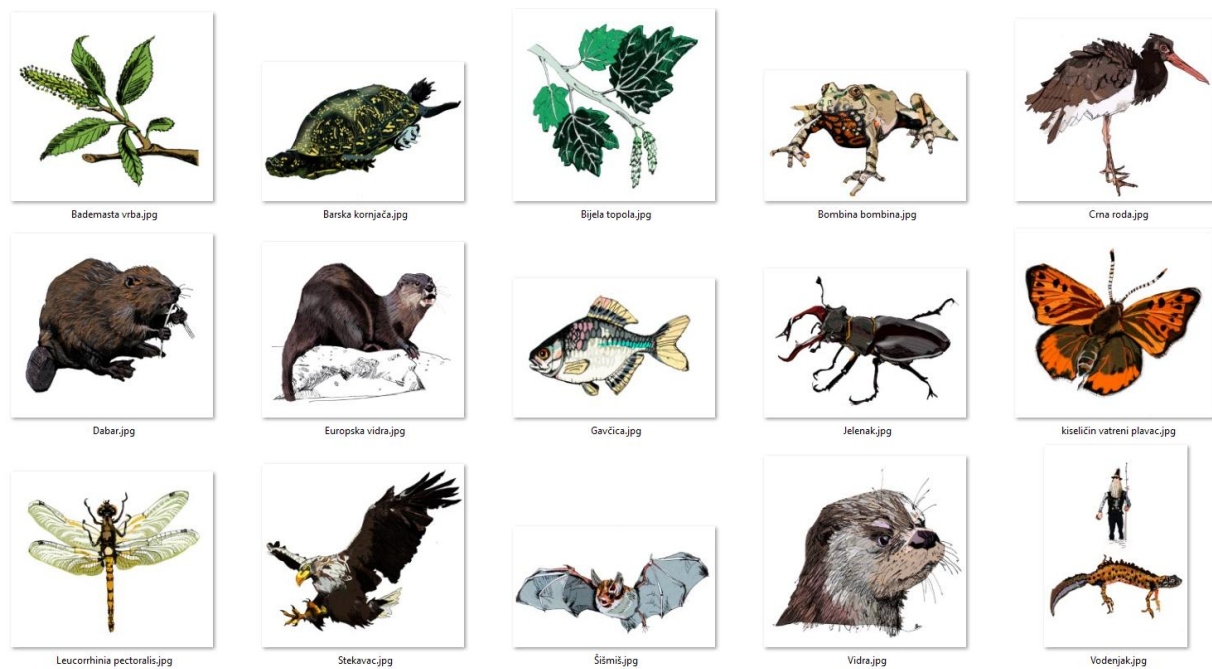 Bademasta vrba.jpg
Barska kornjača.jpg
Bijela topola.jpg
Bombina bombina.jpg
Crna roda.jpg
Dabar.jpg
Europska vidra.jpg
Gavčica.jpg
Jelenak.jpg
kiseličin vatreni plavac.jpg
Leucorrhinia pectoralis.jpg
Stekavac.jpg
Šišmiš.jpg
Vidra.jpg
Vodenjak.jpg